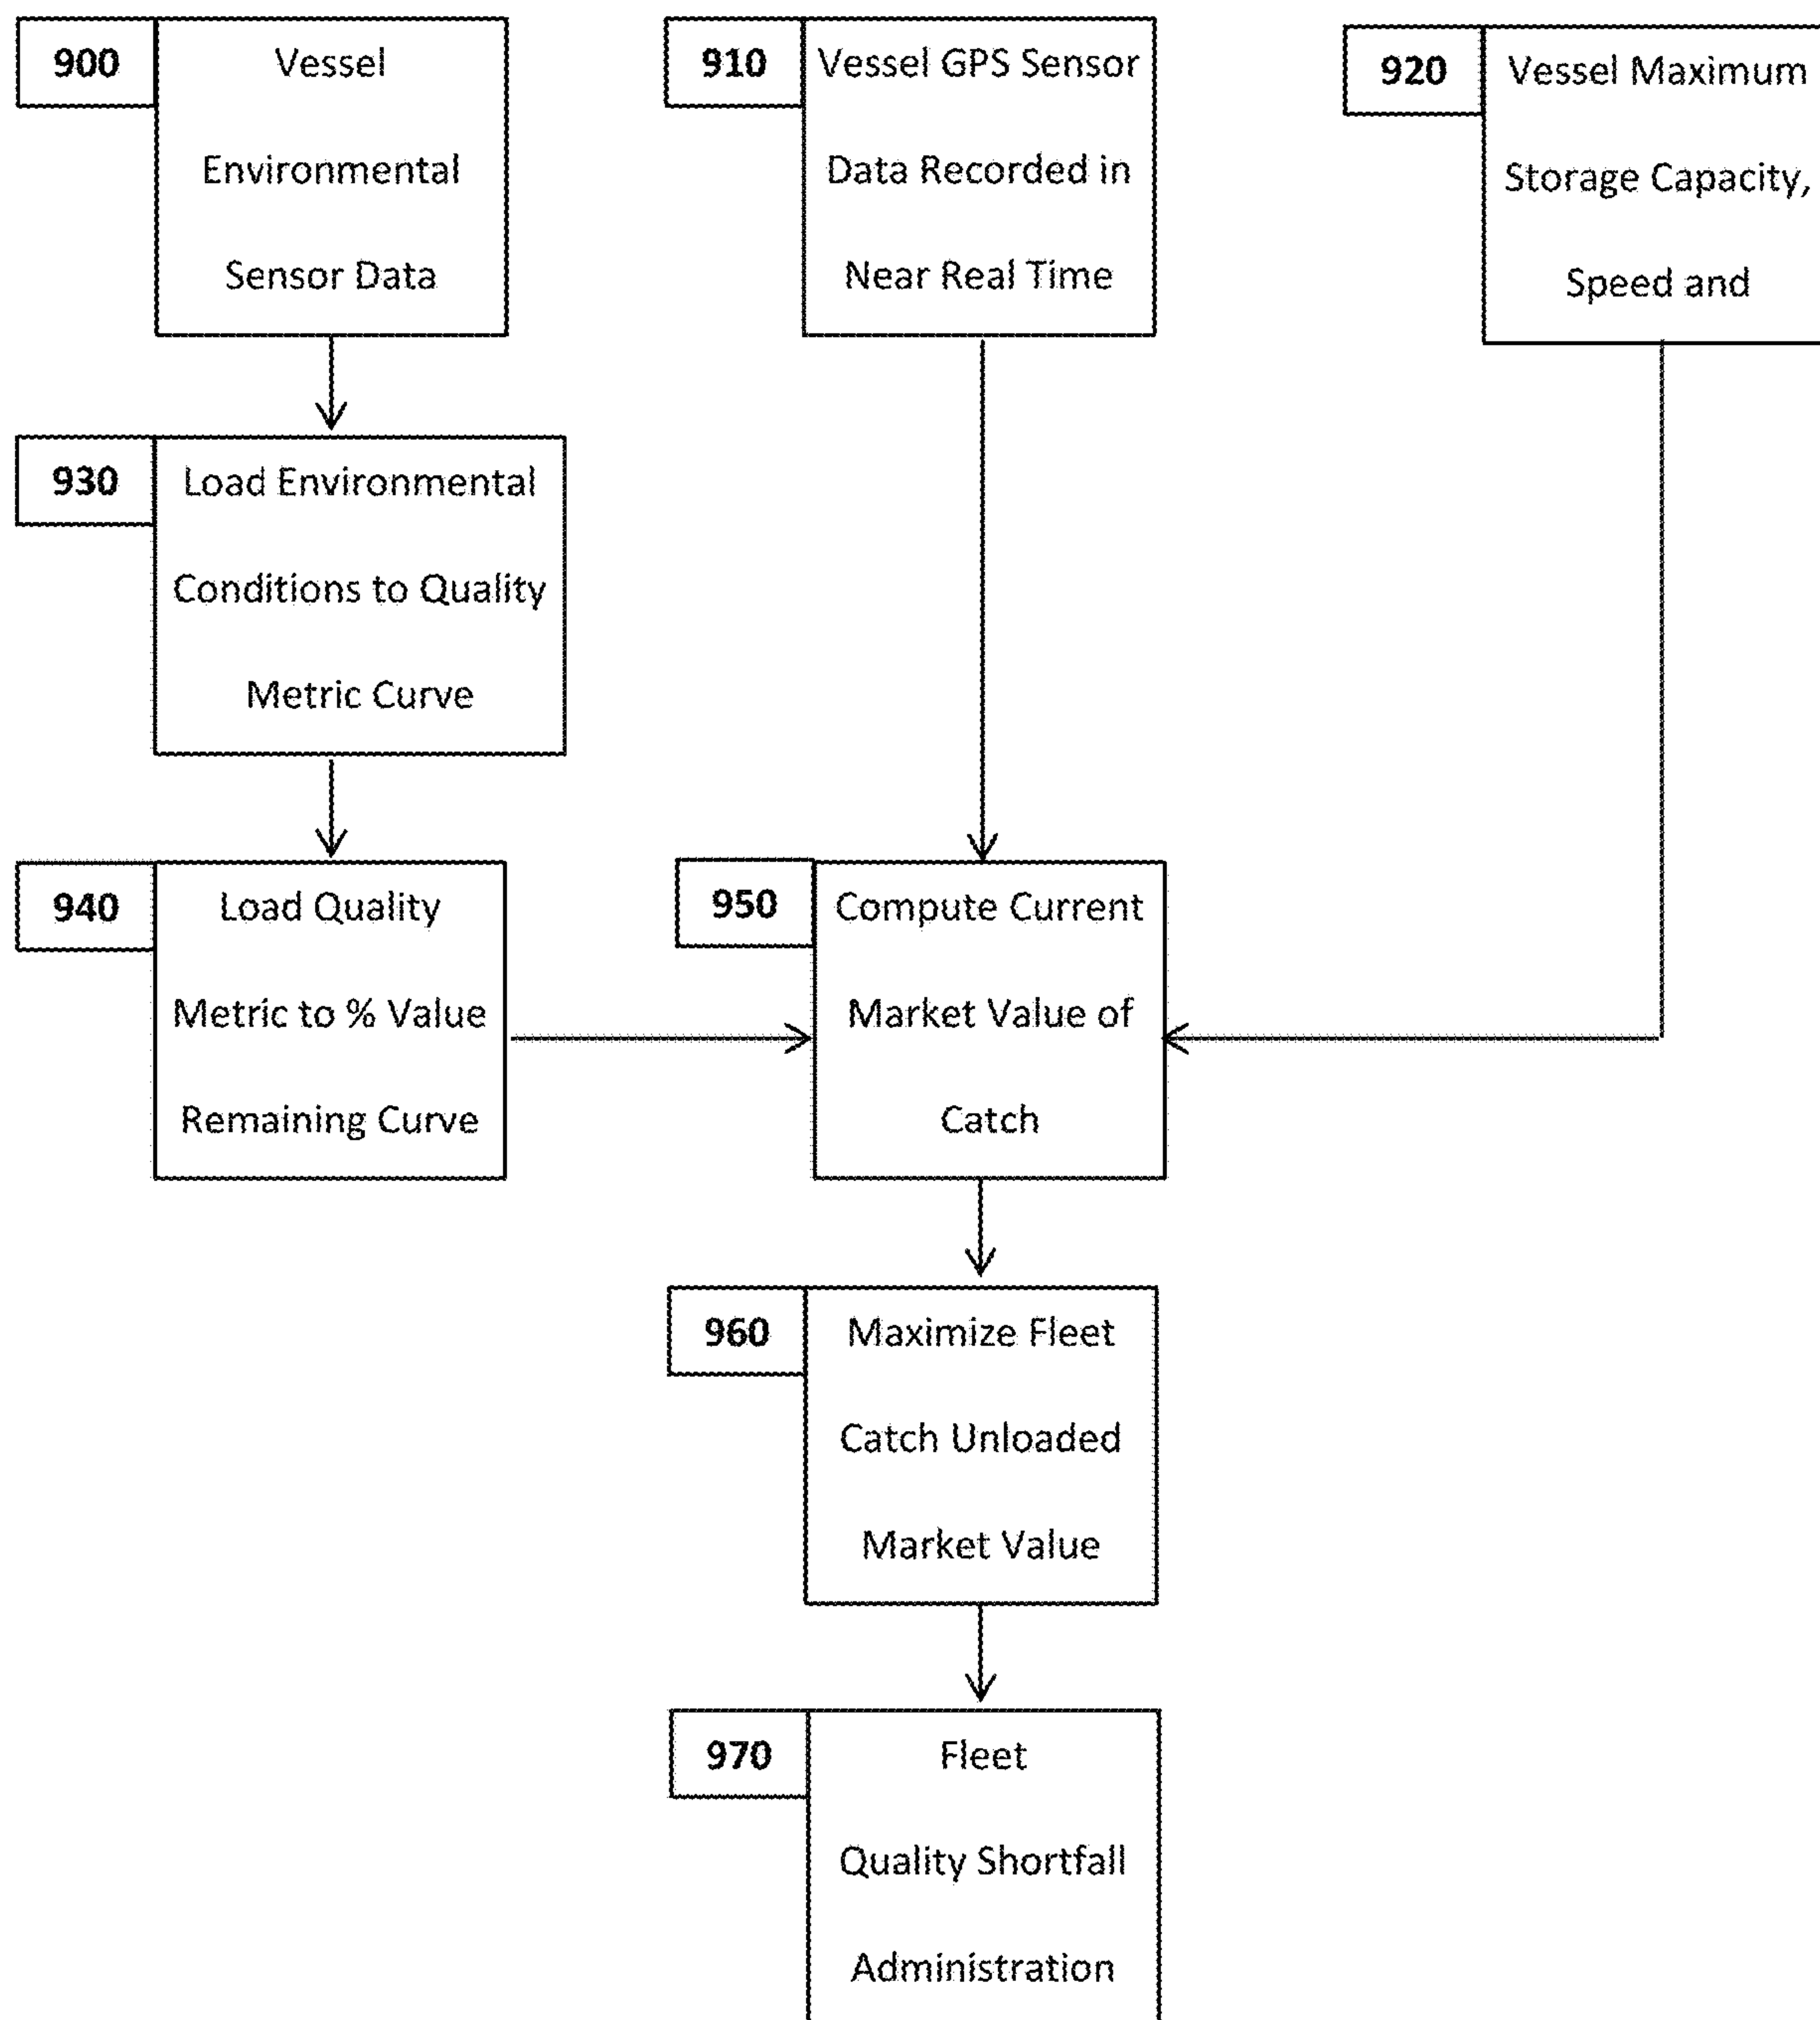 900
Vessel
Environmental
Sensor Data
910
Vessel GPS Sensor
Data Recorded in
Near Real Time
920
Vessel Maximum
Storage Capacity,
Speed and
930
Load Environmental
Conditions to Quality
Metric Curve
940
Load Quality
Metric to % Value
Remaining Curve
950
Compute Current
Market Value of
Catch
960
Maximize Fleet
Catch Unloaded
Market Value
970
Fleet
Quality Shortfall
Administration